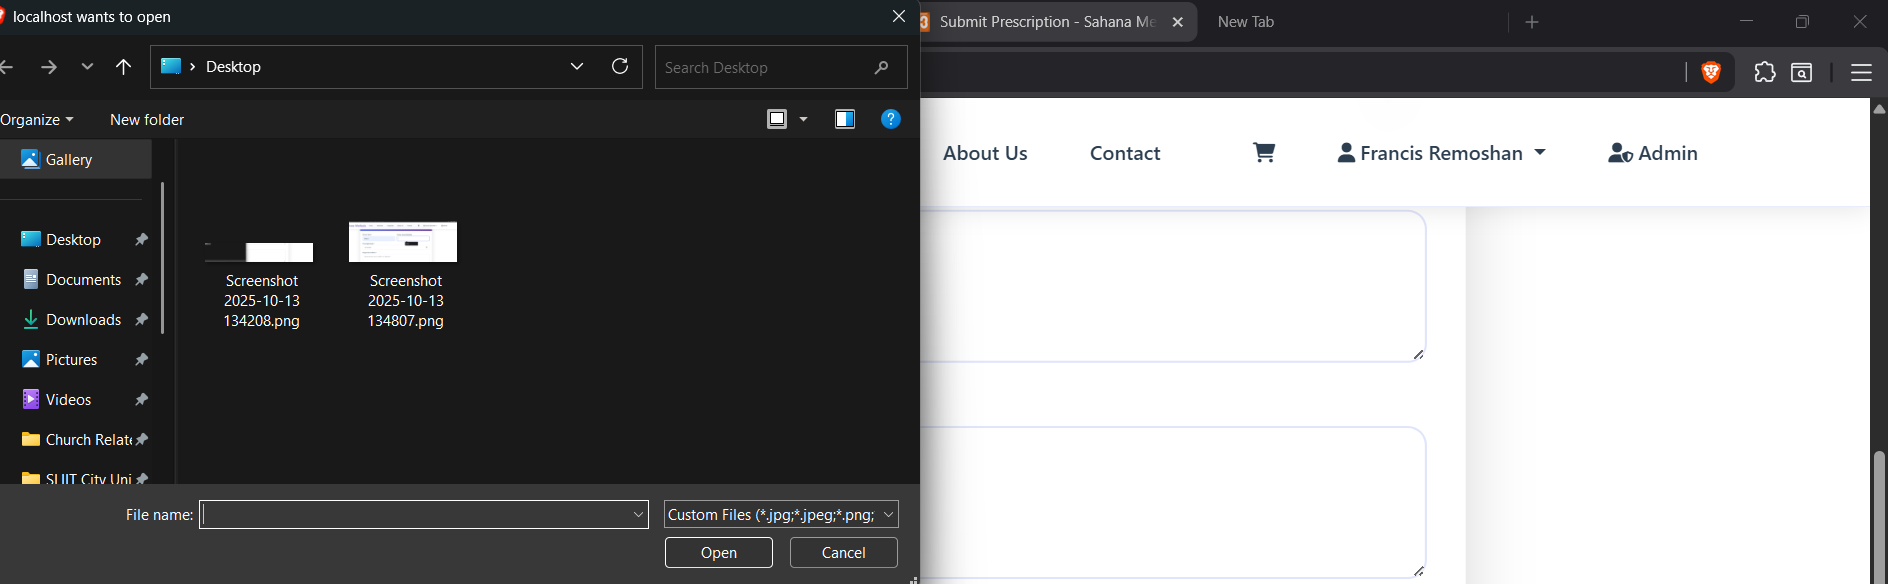 localhost wants to open
Submit Prescription - Sahana Me
New Tab
Desktop
Search Desktop
Organize
New folder
Gallery
About Us
Contact
Francis Remoshan
Admin
Desktop
Documents
Downloads
Pictures
Videos
Church Relate
SLIIT City Uni
Screenshot
2025-10-13
134208.png
Screenshot
2025-10-13
134807.png
File name:
Custom Files (*.jpg;*.jpeg;*.png;
Open
Cancel